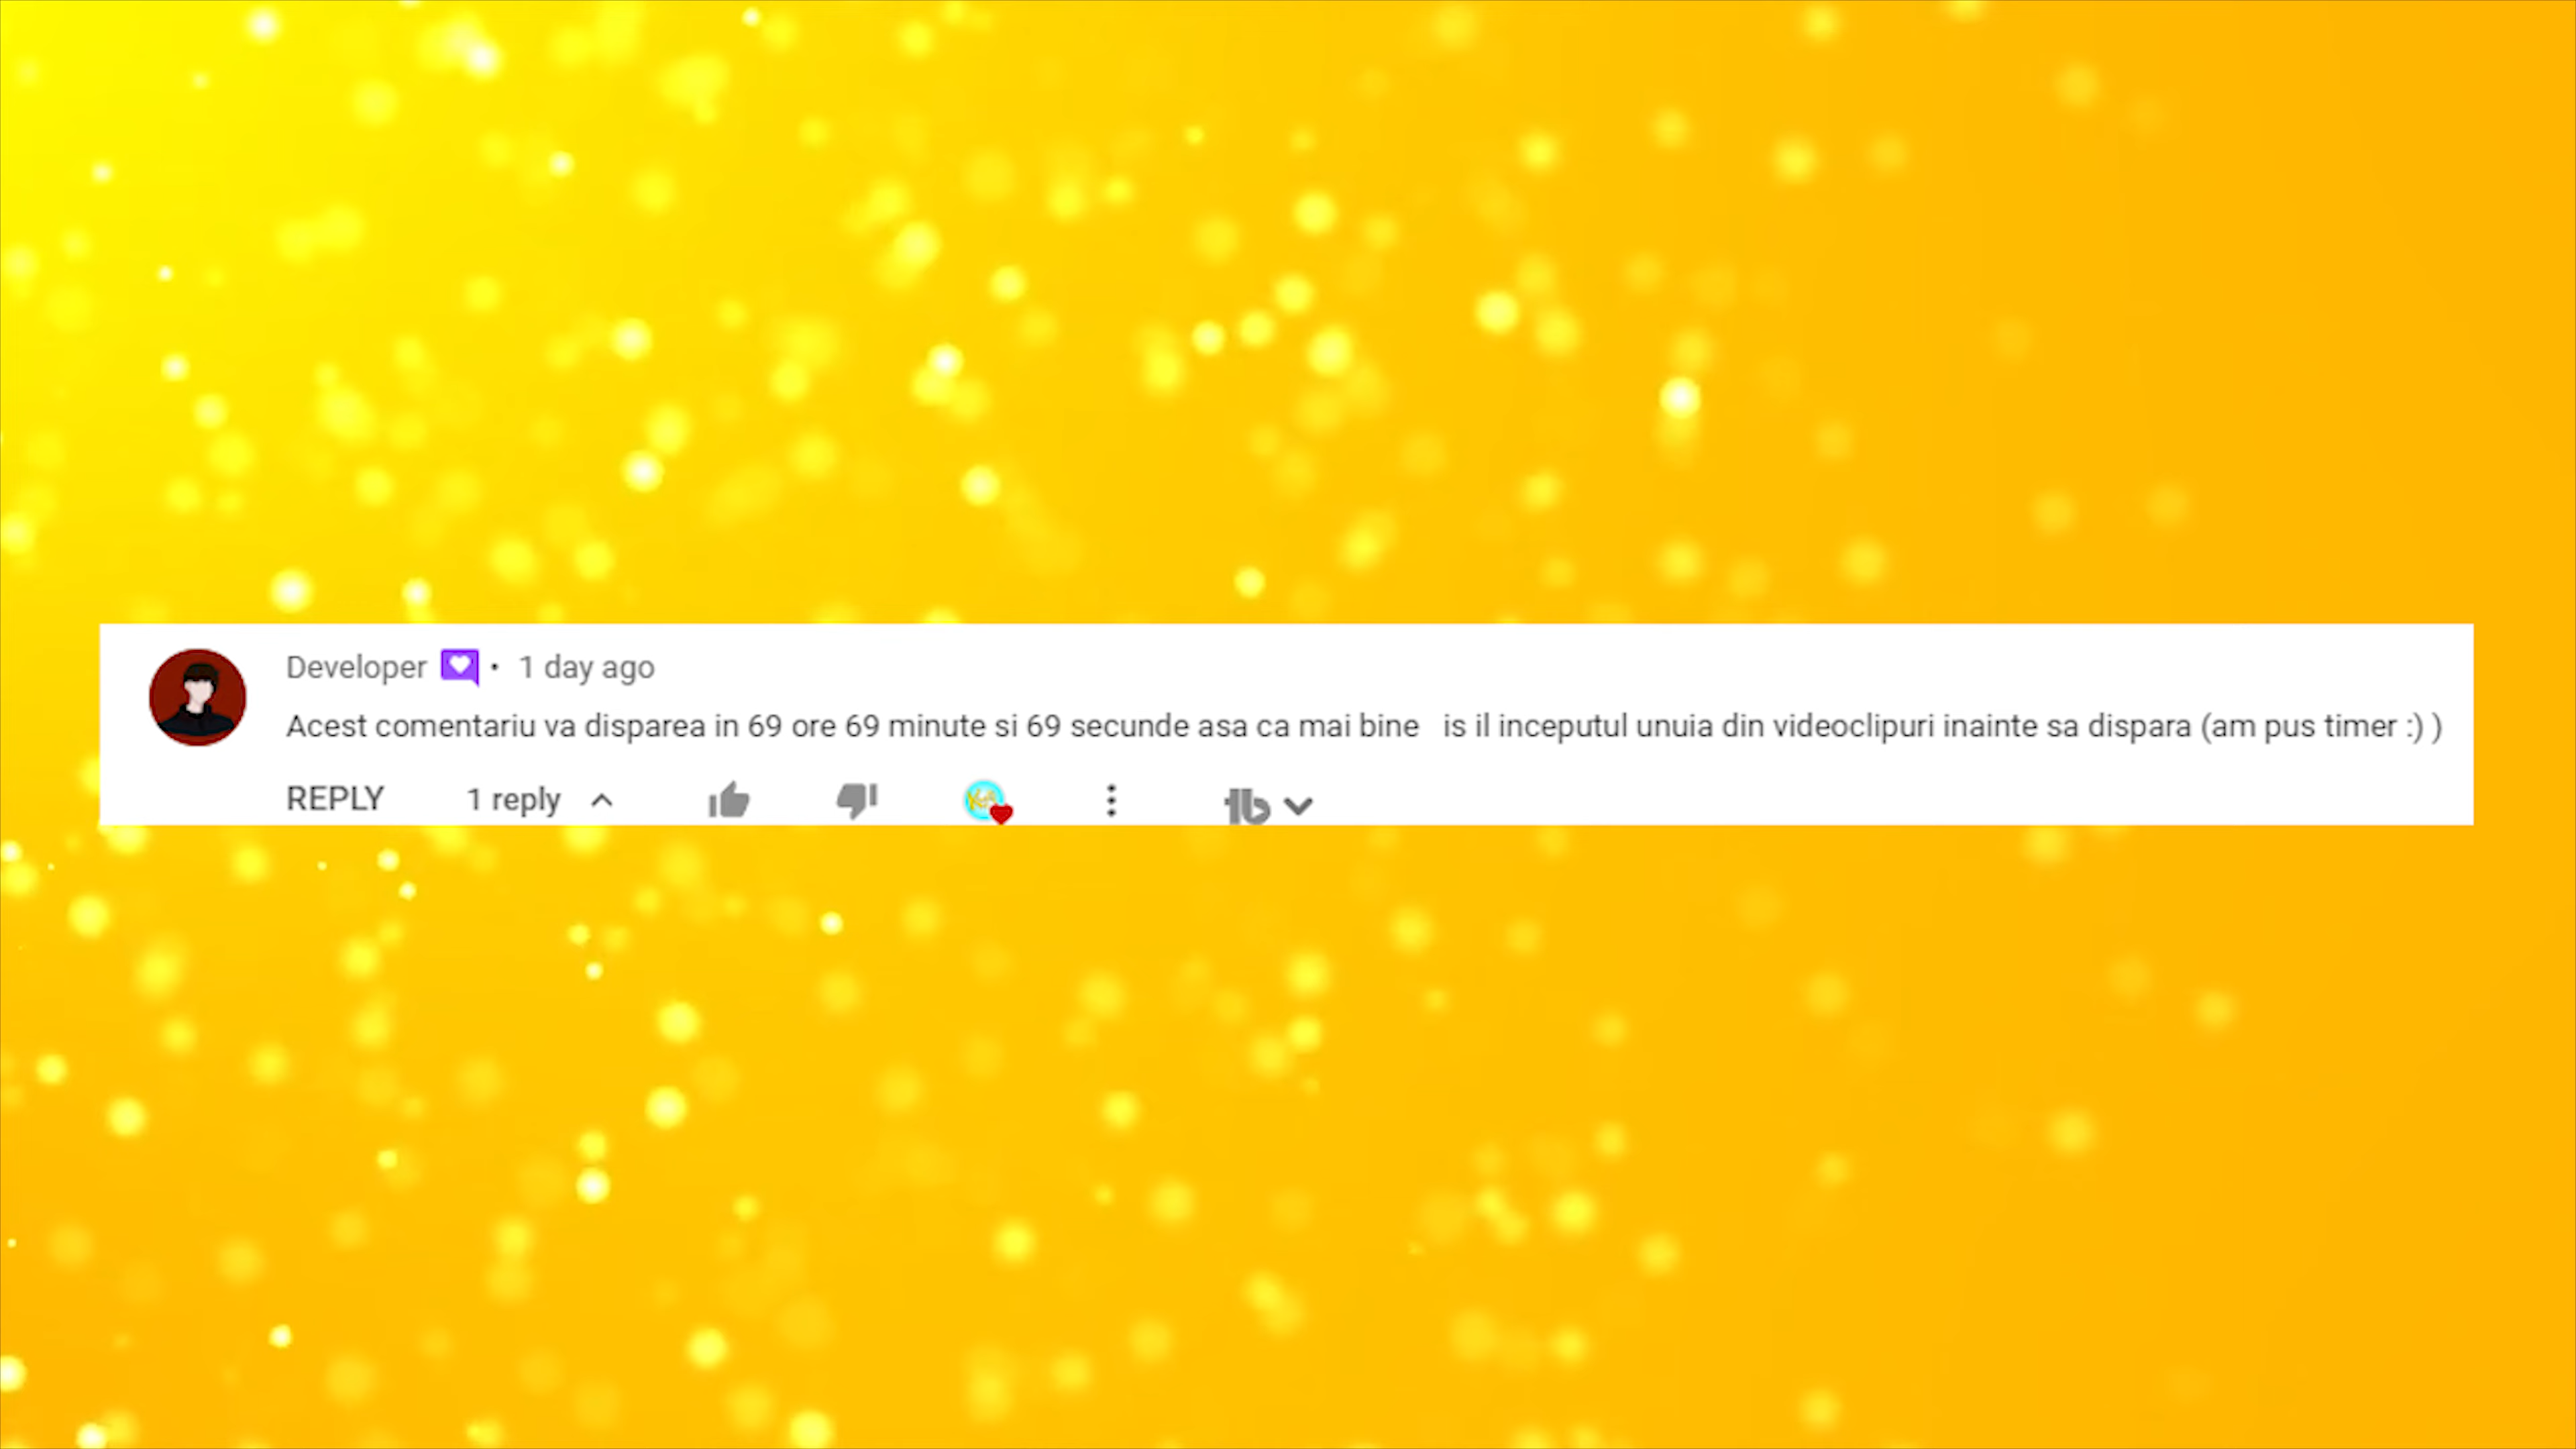 Developer • 1 day ago
Acest comentariu va disparea in 69 ore 69 minute si 69 secunde asa ca mai bine is il inceputul unuia din videoclipuri inainte sa dispara (am pus timer :) )
REPLY 1 reply